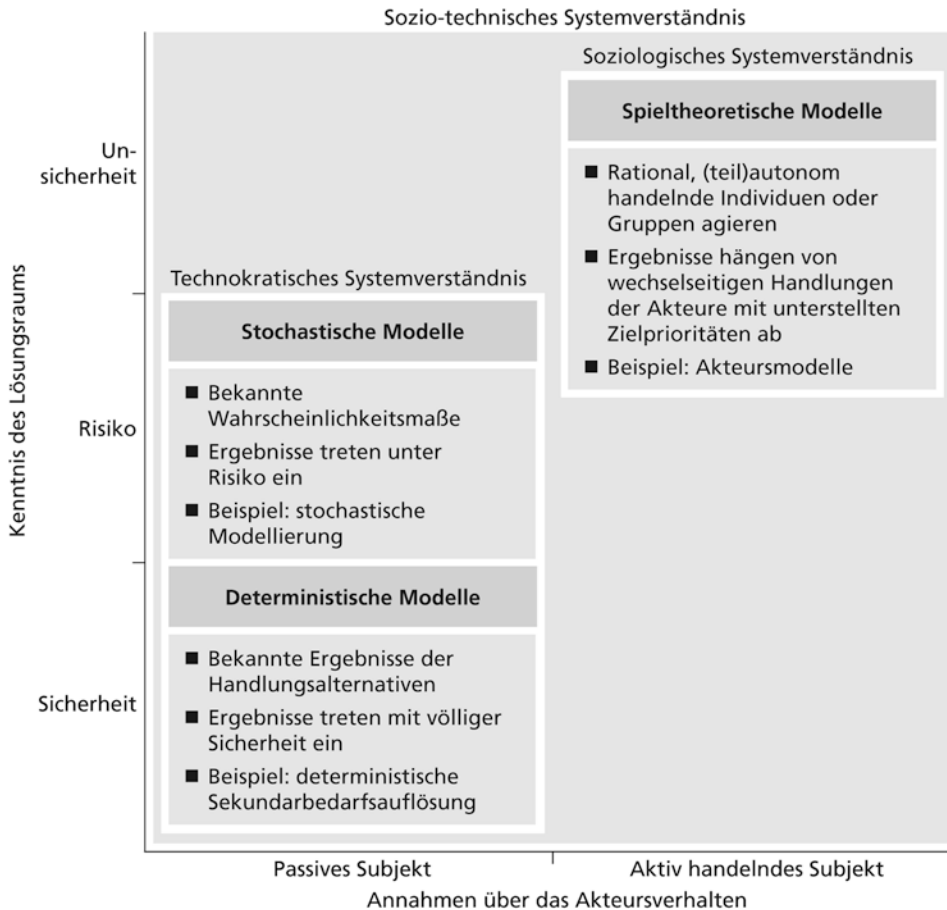 Sozio-technisches Systemverständnis
Soziologisches Systemverständnis
Spieltheoretische Modelle
■ Rational, (teil)autonom
handelnde Individuen oder
Gruppen agieren
■ Ergebnisse hängen von
wechselseitigen Handlungen
der Akteure mit unterstellten
Zielprioritäten ab
■ Beispiel: Akteursmodelle
Technokratisches Systemverständnis
Stochastische Modelle
■ Bekannte
Wahrscheinlichkeitsmaße
■ Ergebnisse treten unter
Risiko ein
■ Beispiel: stochastische
Modellierung
Deterministische Modelle
■ Bekannte Ergebnisse der
Handlungsalternativen
■ Ergebnisse treten mit völliger
Sicherheit ein
■ Beispiel: deterministische
Sekundarbedarfsauflösung
Kenntnis des Lösungsraums
Un-
sicherheit
Risiko
Sicherheit
Passives Subjekt
Aktiv handelndes Subjekt
Annahmen über das Akteursverhalten